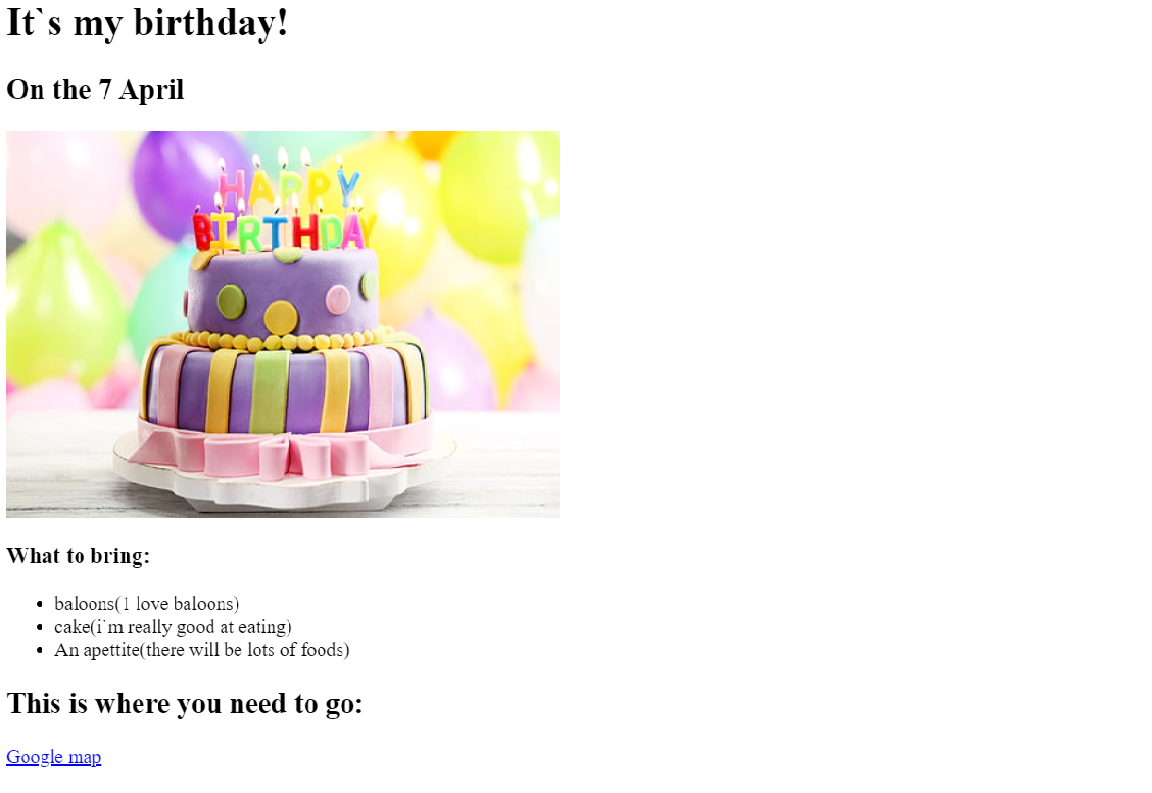 It`s my birthday!
On the 7 April
HAPPY
BIRTHDAY
What to bring:
baloons(I love baloons)
cake(i`m really good at eating)
An apettite(there will be lots of foods)
This is where you need to go:
Google map